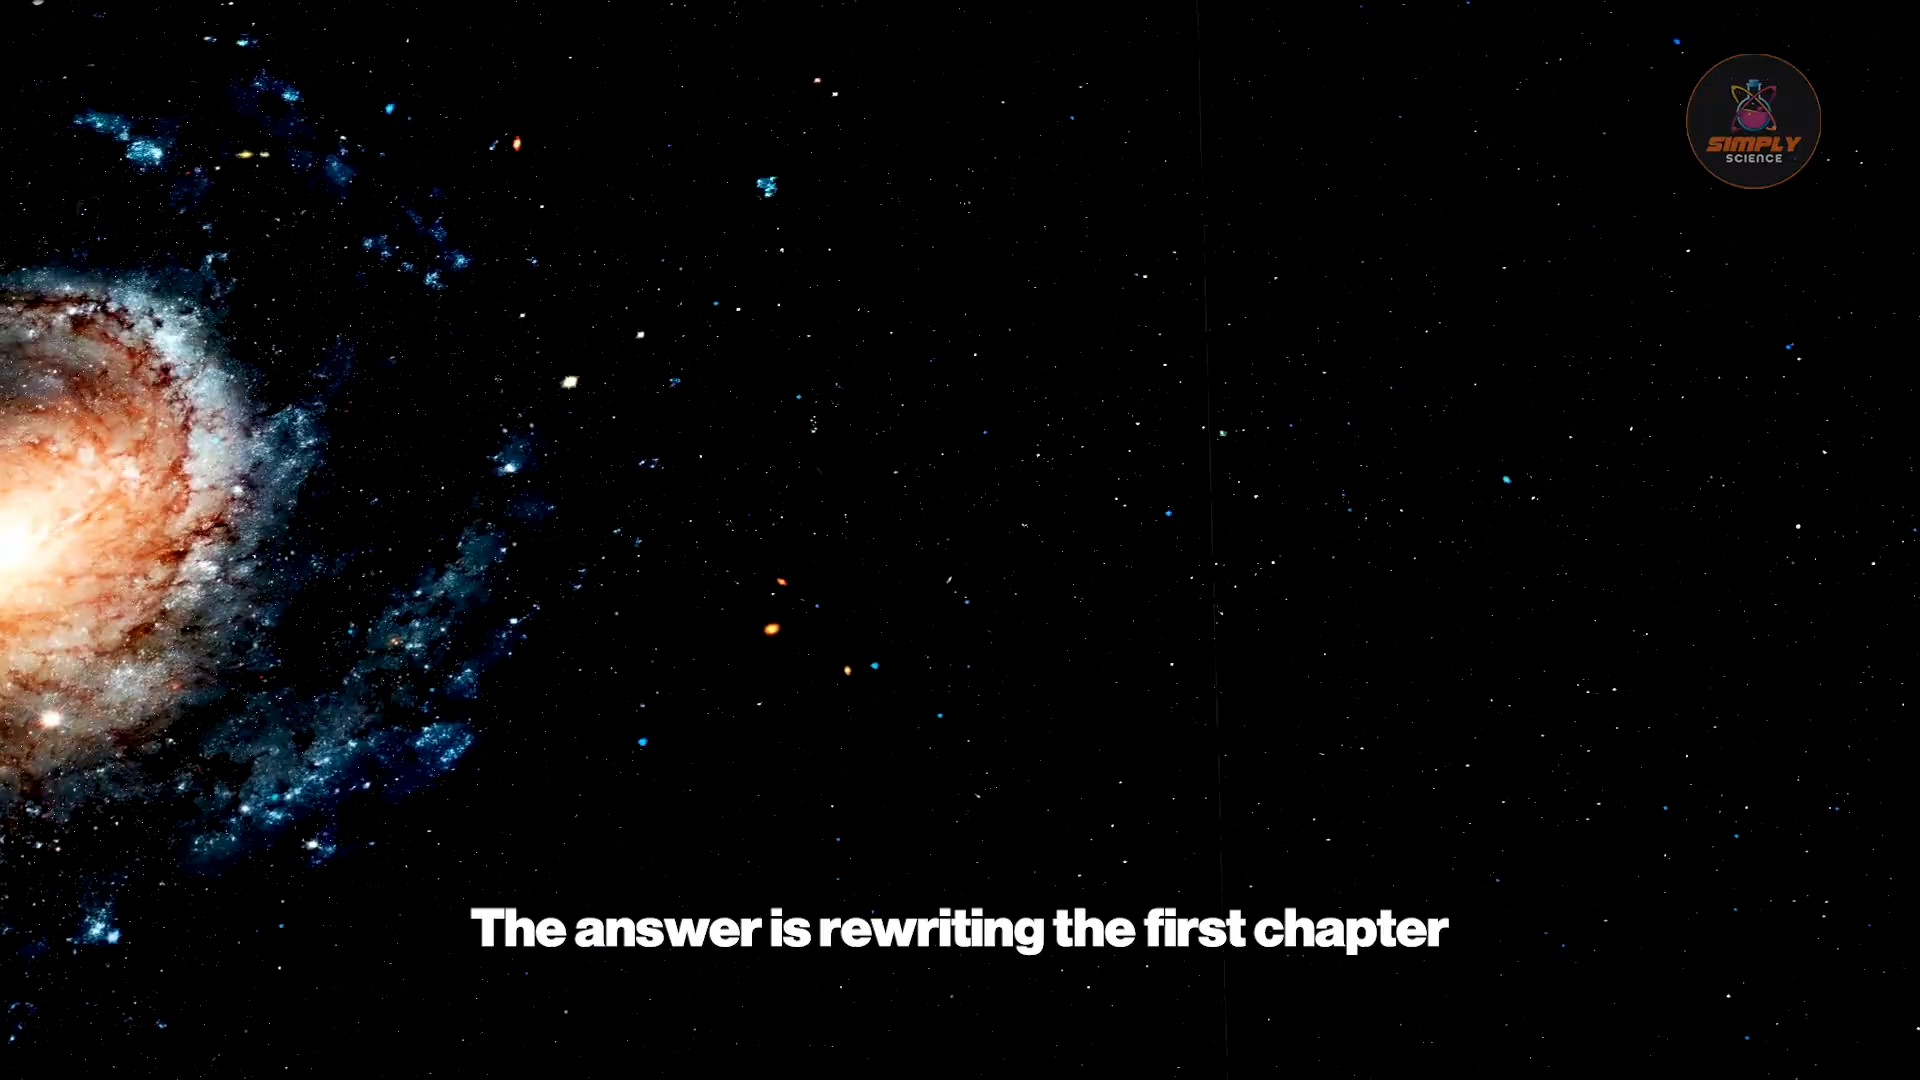 SIMPLY
SCIENCE
The answer is rewriting the first chapter